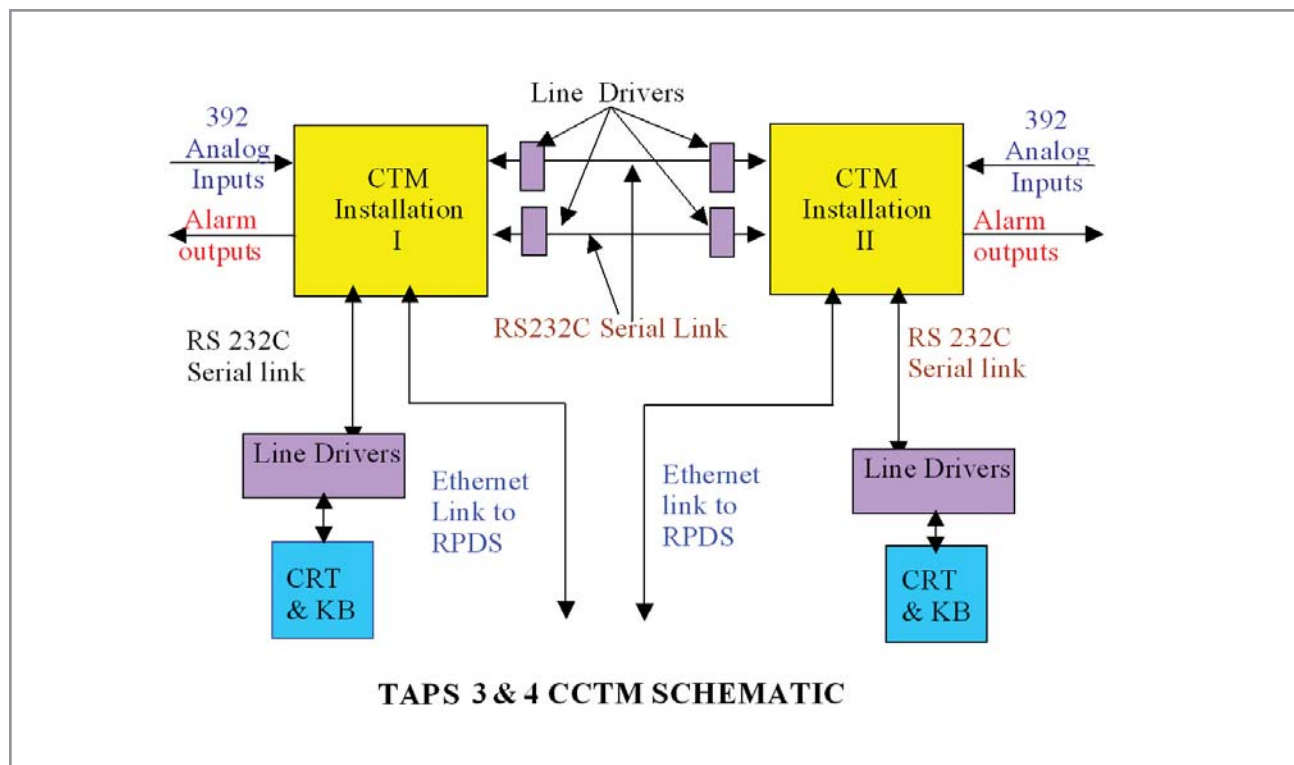 Line Drivers
392
Analog
Inputs
Alarm
outputs
CTM
Installation
I
CTM
Installation
II
392
Analog
Inputs
Alarm
outputs
RS232C Serial Link
RS 232C
Serial link
RS 232C
Serial link
Line Drivers
CRT
& KB
Ethernet
Link to
RPDS
Ethernet
link to
RPDS
Line Drivers
CRT
& KB
TAPS 3 & 4 CCTM SCHEMATIC